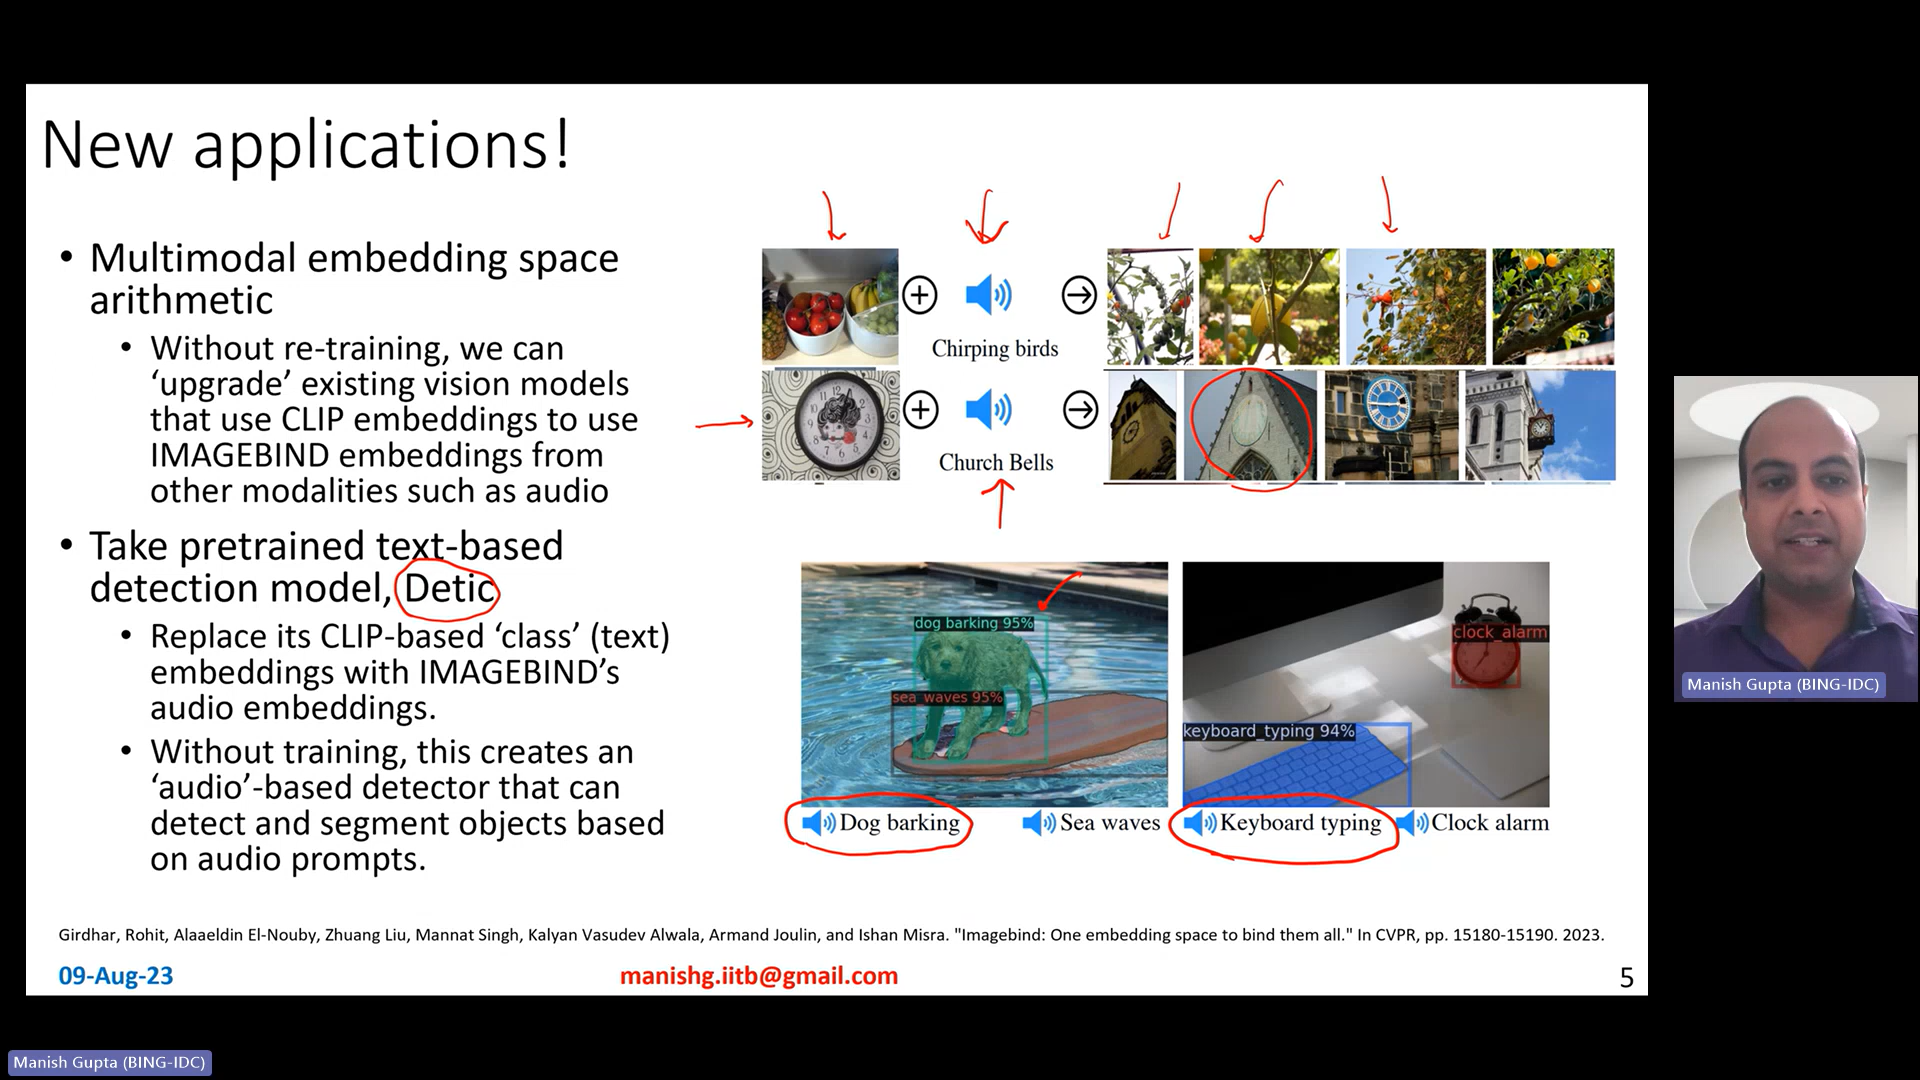 New applications!
• Multimodal embedding space
arithmetic
• Without re-training, we can
‘upgrade’ existing vision models
that use CLIP embeddings to use
IMAGEBIND embeddings from
other modalities such as audio
• Take pretrained text-based
detection model, Detic
• Replace its CLIP-based ‘class’ (text)
embeddings with IMAGEBIND’s
audio embeddings.
• Without training, this creates an
‘audio’-based detector that can
detect and segment objects based
on audio prompts.
Chirping birds
Church Bells
dog barking 95%
sea_waves 95%
clock_alarm
keyboard_typing 94%
Dog barking
Sea waves
Keyboard typing
Clock alarm
Girdhar, Rohit, Alaaeldin El-Nouby, Zhuang Liu, Mannat Singh, Kalyan Vasudev Alwala, Armand Joulin, and Ishan Misra. "Imagebind: One embedding space to bind them all." In CVPR, pp. 15180-15190. 2023.
09-Aug-23
manishg.iitb@gmail.com
5
Manish Gupta (BING-IDC)
Manish Gupta (BING-IDC)